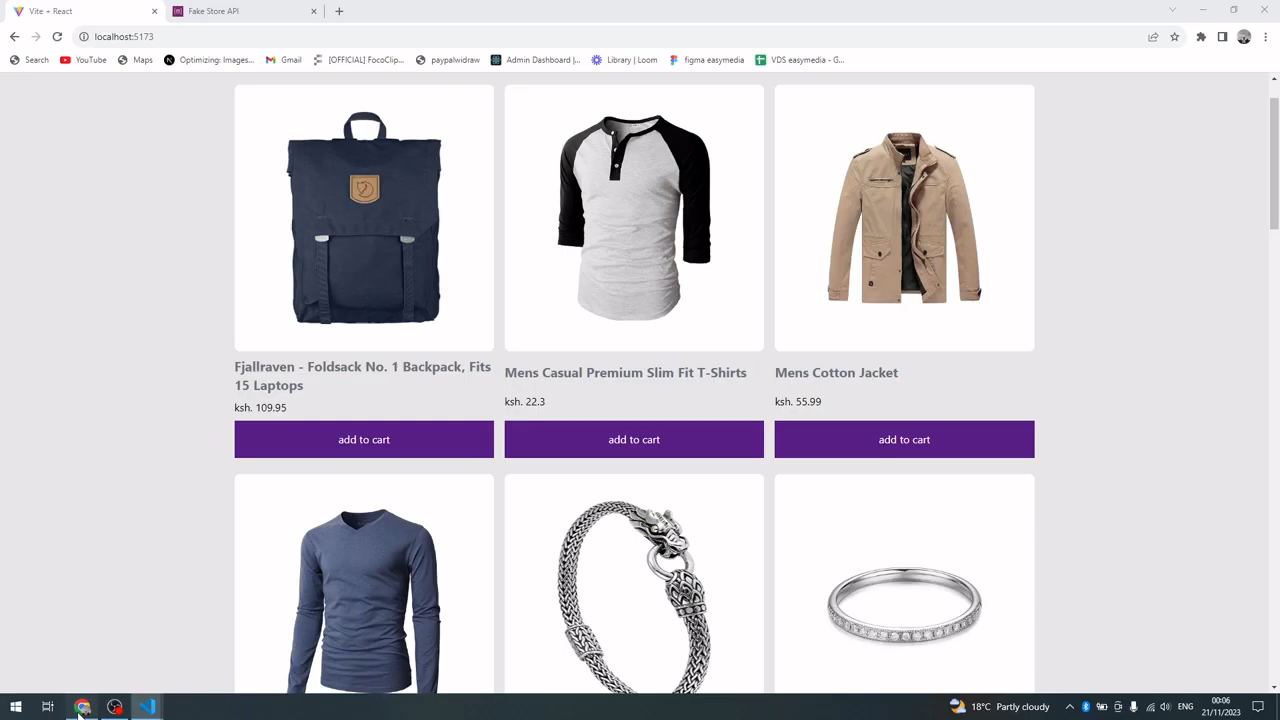 Vite + React
Fake Store API
localhost:5173
Search
YouTube
Maps
Optimizing: Images...
Gmail
[OFFICIAL] FocoClip...
paypalwidraw
Admin Dashboard |...
Library | Loom
figma easymedia
VDS easymedia - G...
Fjallraven - Foldsack No. 1 Backpack, Fits
15 Laptops
ksh. 109.95
add to cart
Mens Casual Premium Slim Fit T-Shirts
ksh. 22.3
add to cart
Mens Cotton Jacket
ksh. 55.99
add to cart
18°C Partly cloudy
ENG
00:06
21/11/2023